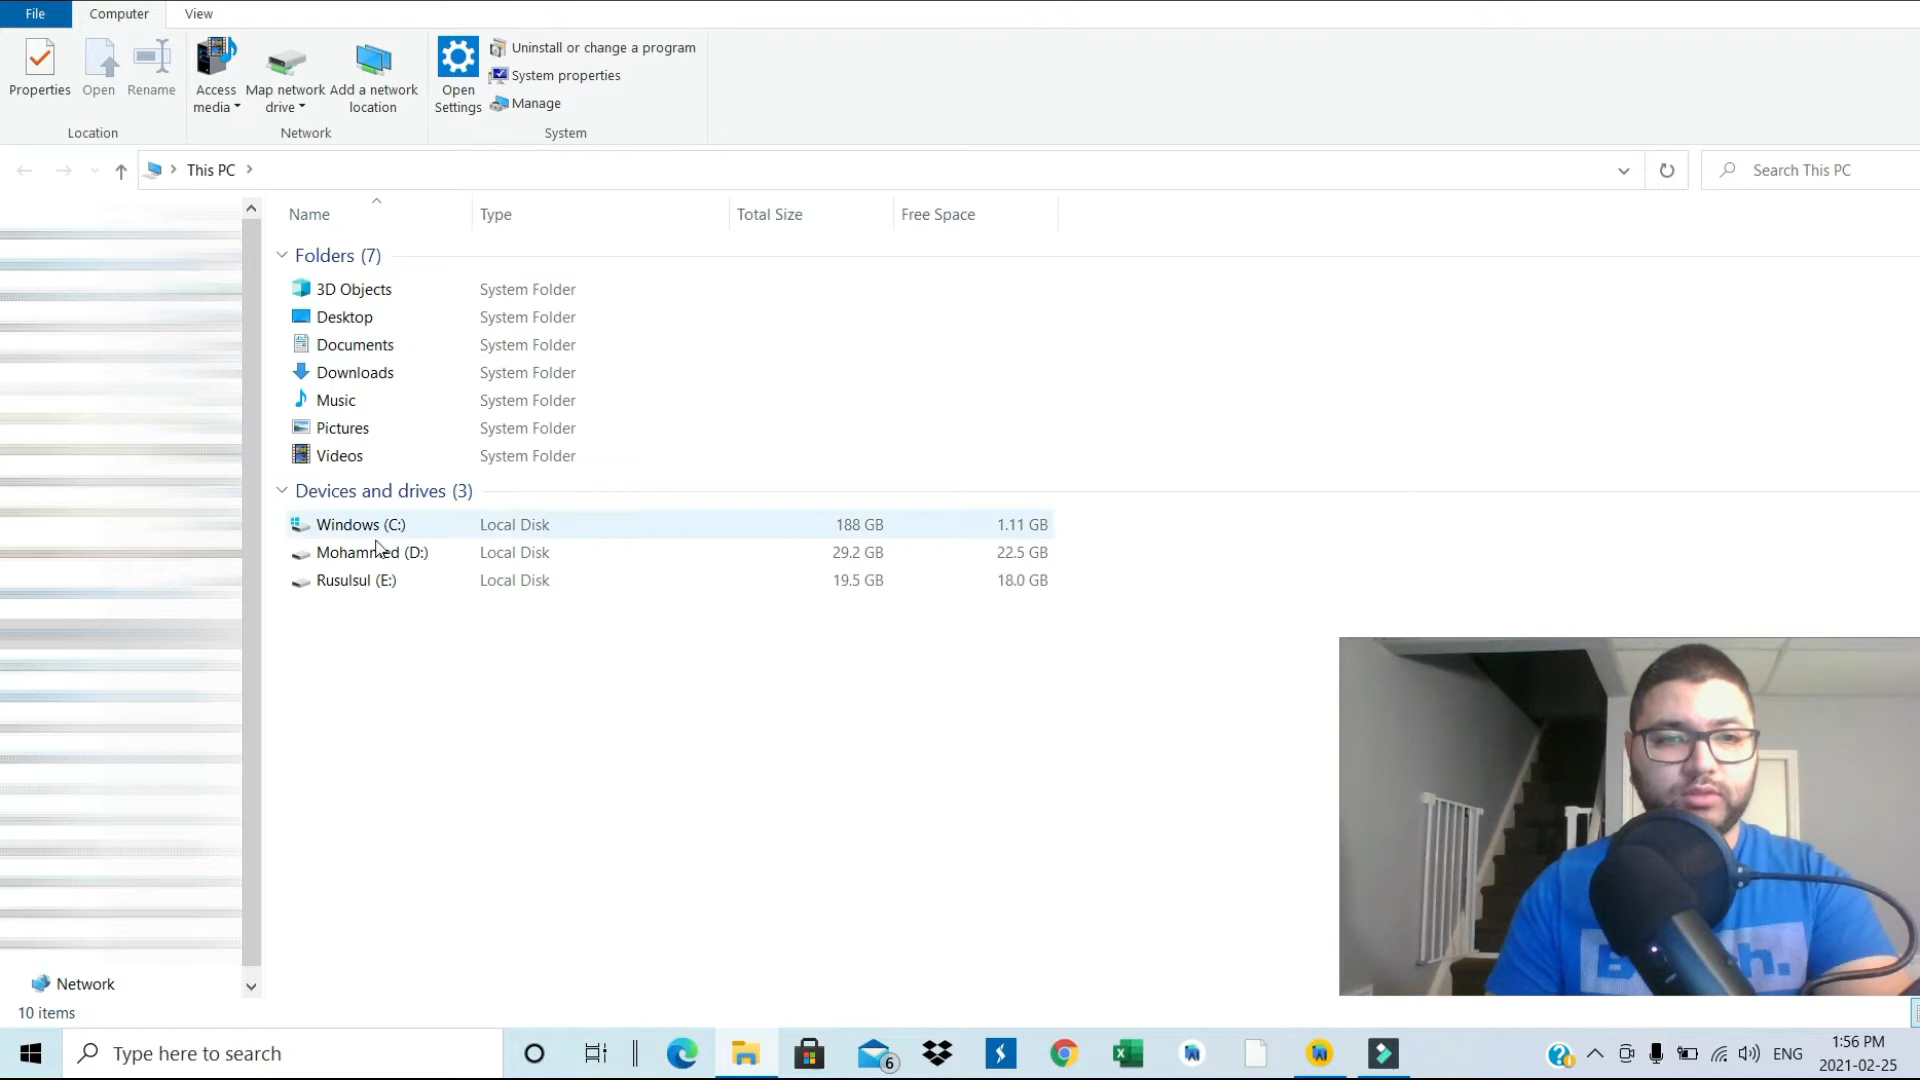 File Computer View
Properties Open Rename Access media Map network drive Add a network location Open Settings Uninstall or change a program
System properties
Manage
Location Network System
This PC
Search This PC
Name Type Total Size Free Space
Folders (7)
3D Objects System Folder
Desktop System Folder
Documents System Folder
Downloads System Folder
Music System Folder
Pictures System Folder
Videos System Folder
Devices and drives (3)
Windows (C:) Local Disk 188 GB 1.11 GB
Mohammed (D:) Local Disk 29.2 GB 22.5 GB
Rusulsul (E:) Local Disk 19.5 GB 18.0 GB
Network
10 items
Type here to search
6
ENG
1:56 PM
2021-02-25